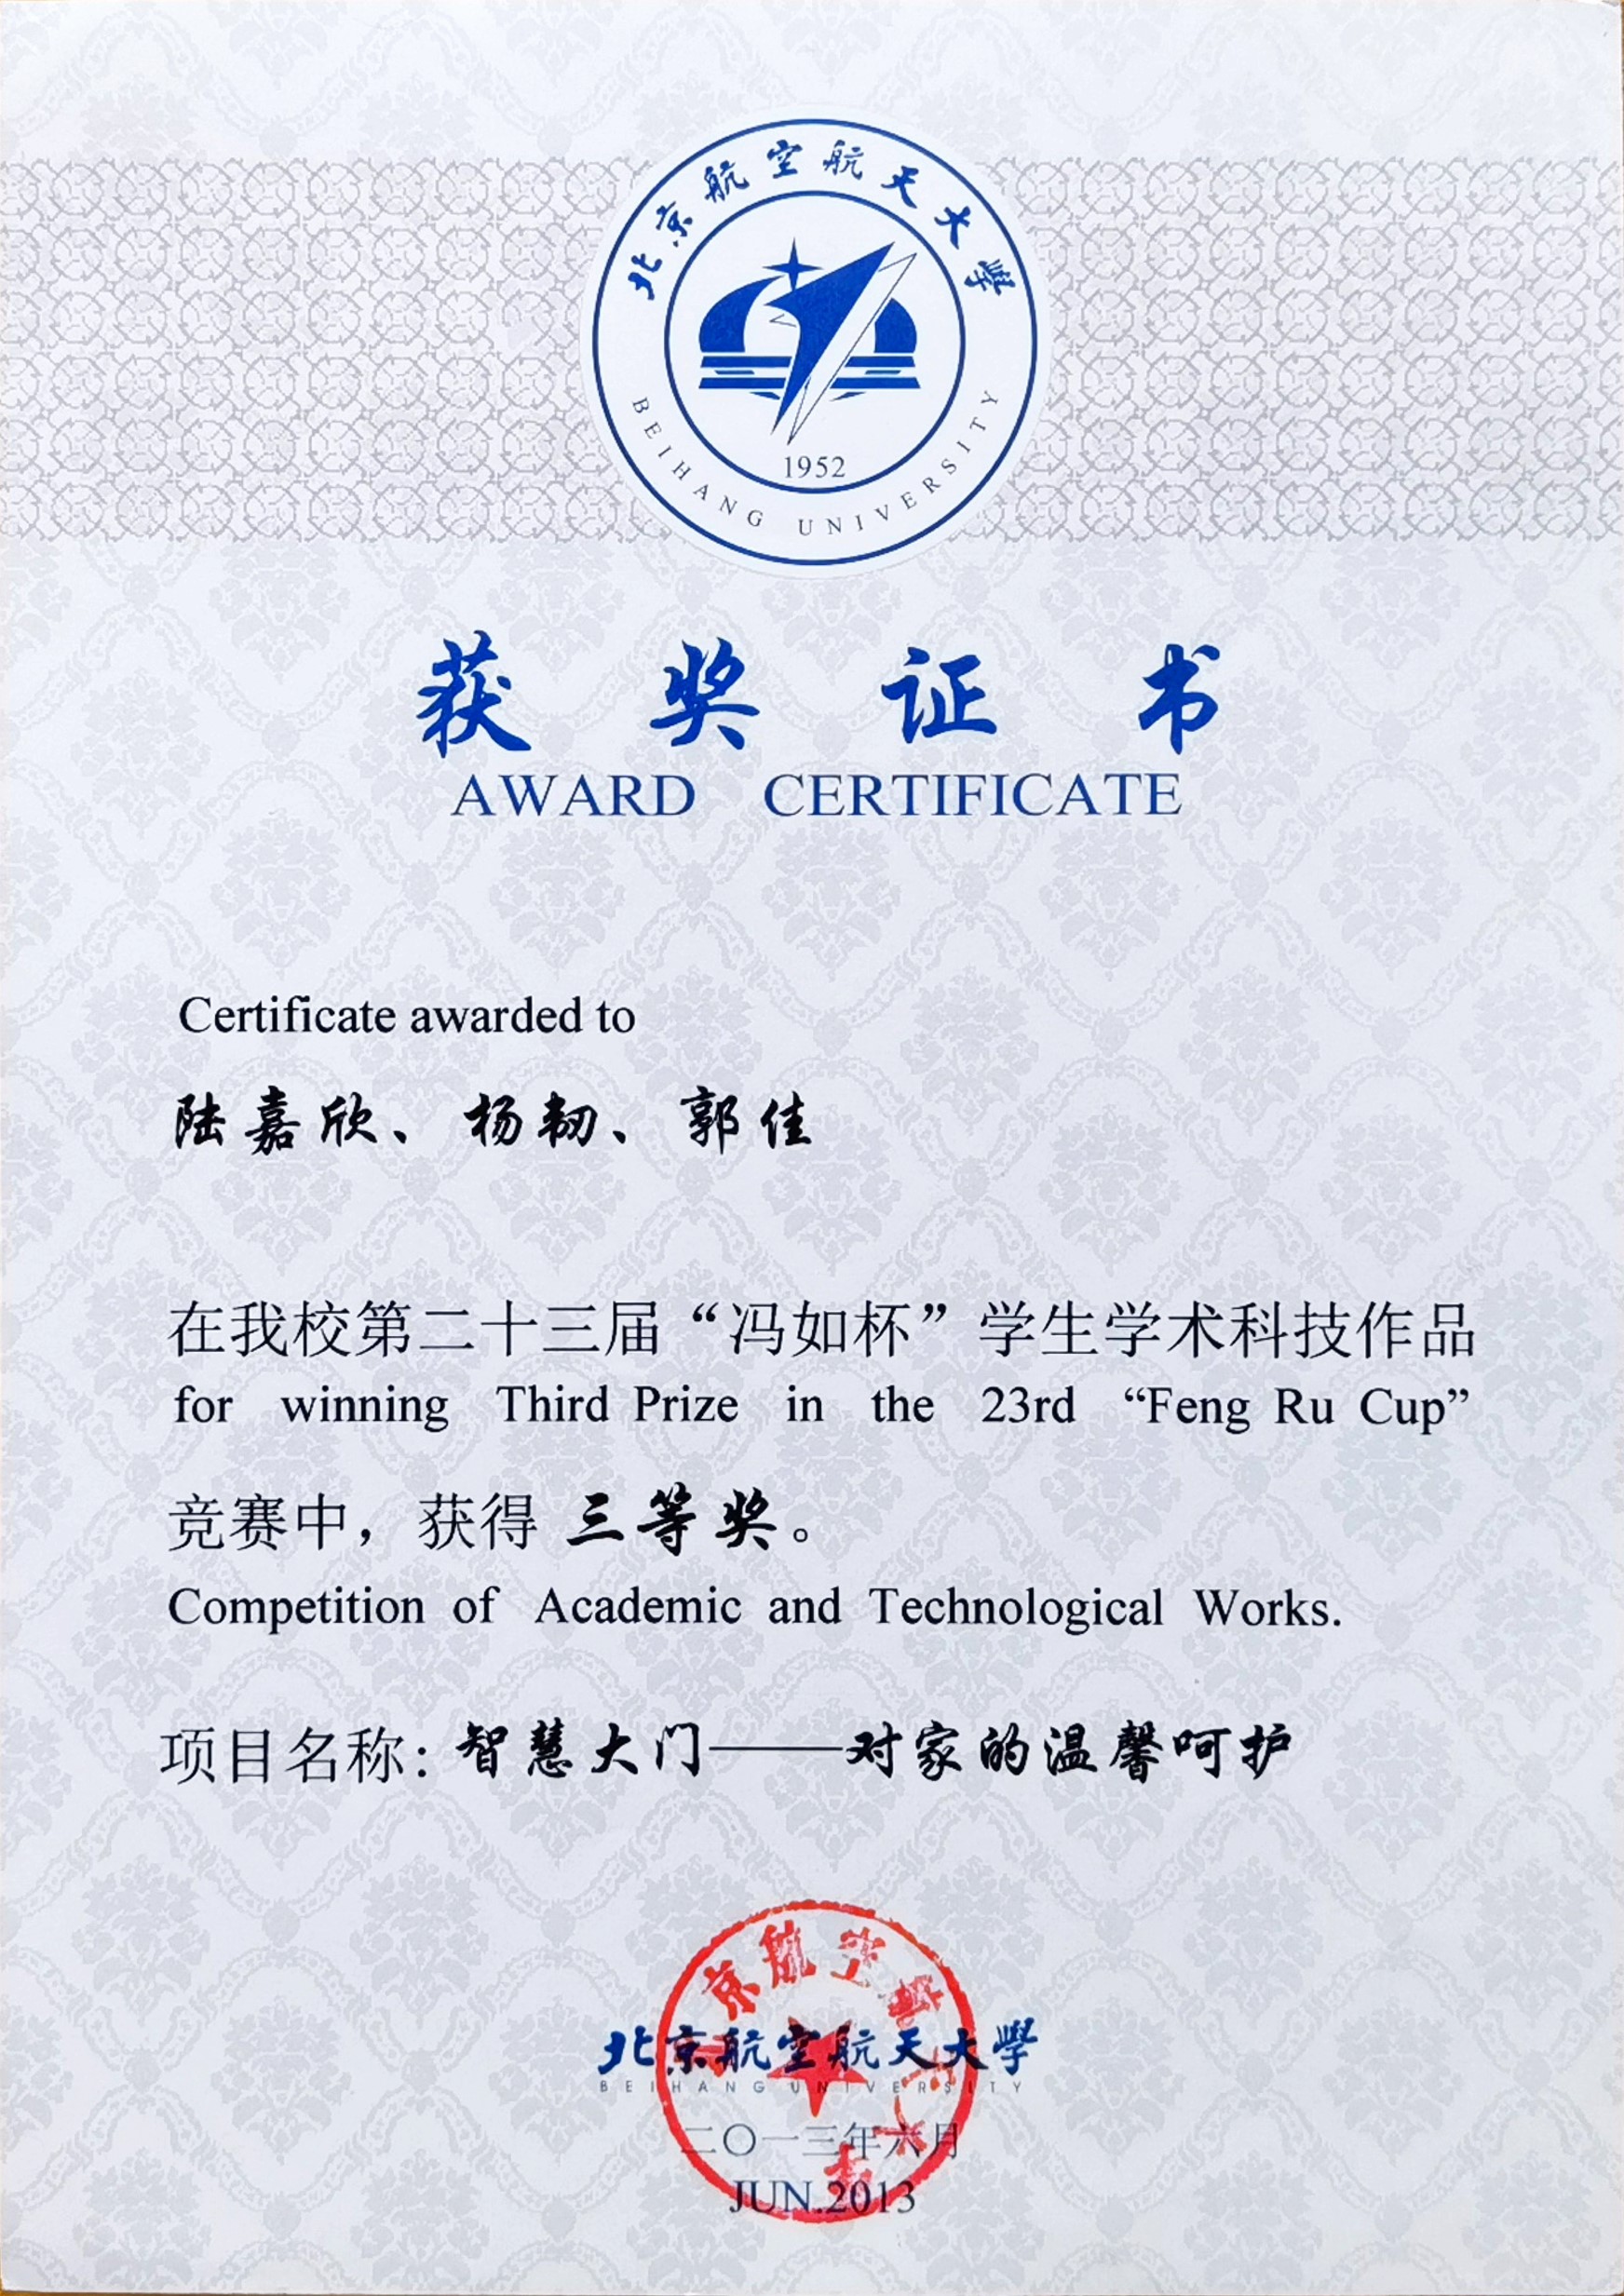 北京航空航天大學
1952
BEIHANG UNIVERSITY
获奖证书
AWARD CERTIFICATE
Certificate awarded to
陆嘉欣、杨韧、郭佳
在我校第二十三届“冯如杯”学生学术科技作品
for winning Third Prize in the 23rd “Feng Ru Cup”
竞赛中，获得 三等奖。
Competition of Academic and Technological Works.
项目名称：智慧大门——对家的温馨呵护
京航空航
北京航空航天大學
BEIHANG UNIVERSITY
二〇一三年六月
JUN.2013